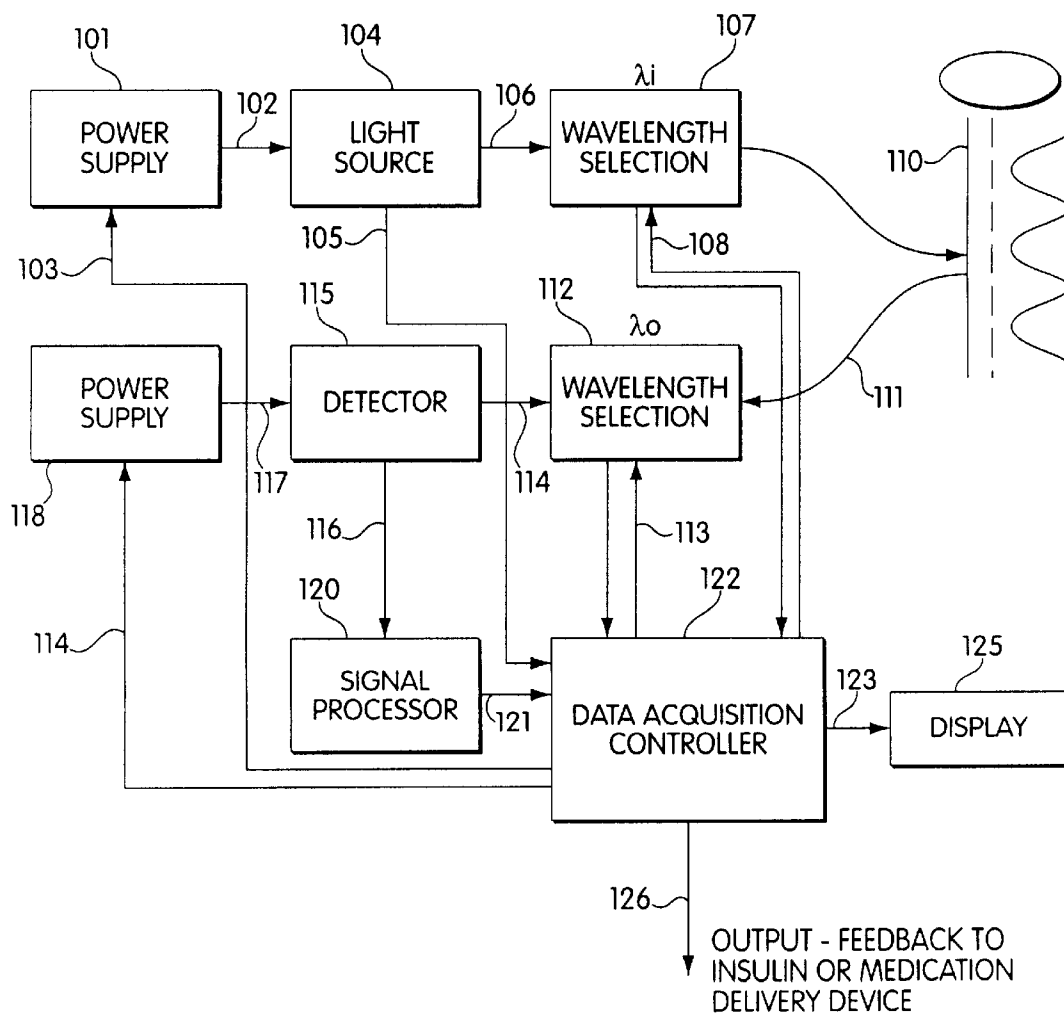 101
104
107
λi
102
106
110
POWER
SUPPLY
LIGHT
SOURCE
WAVELENGTH
SELECTION
103
105
108
115
112
λo
111
POWER
SUPPLY
DETECTOR
WAVELENGTH
SELECTION
118
117
114
116
113
120
122
114
125
SIGNAL
PROCESSOR
121
DATA ACQUISITION
CONTROLLER
123
DISPLAY
126
OUTPUT - FEEDBACK TO
INSULIN OR MEDICATION
DELIVERY DEVICE